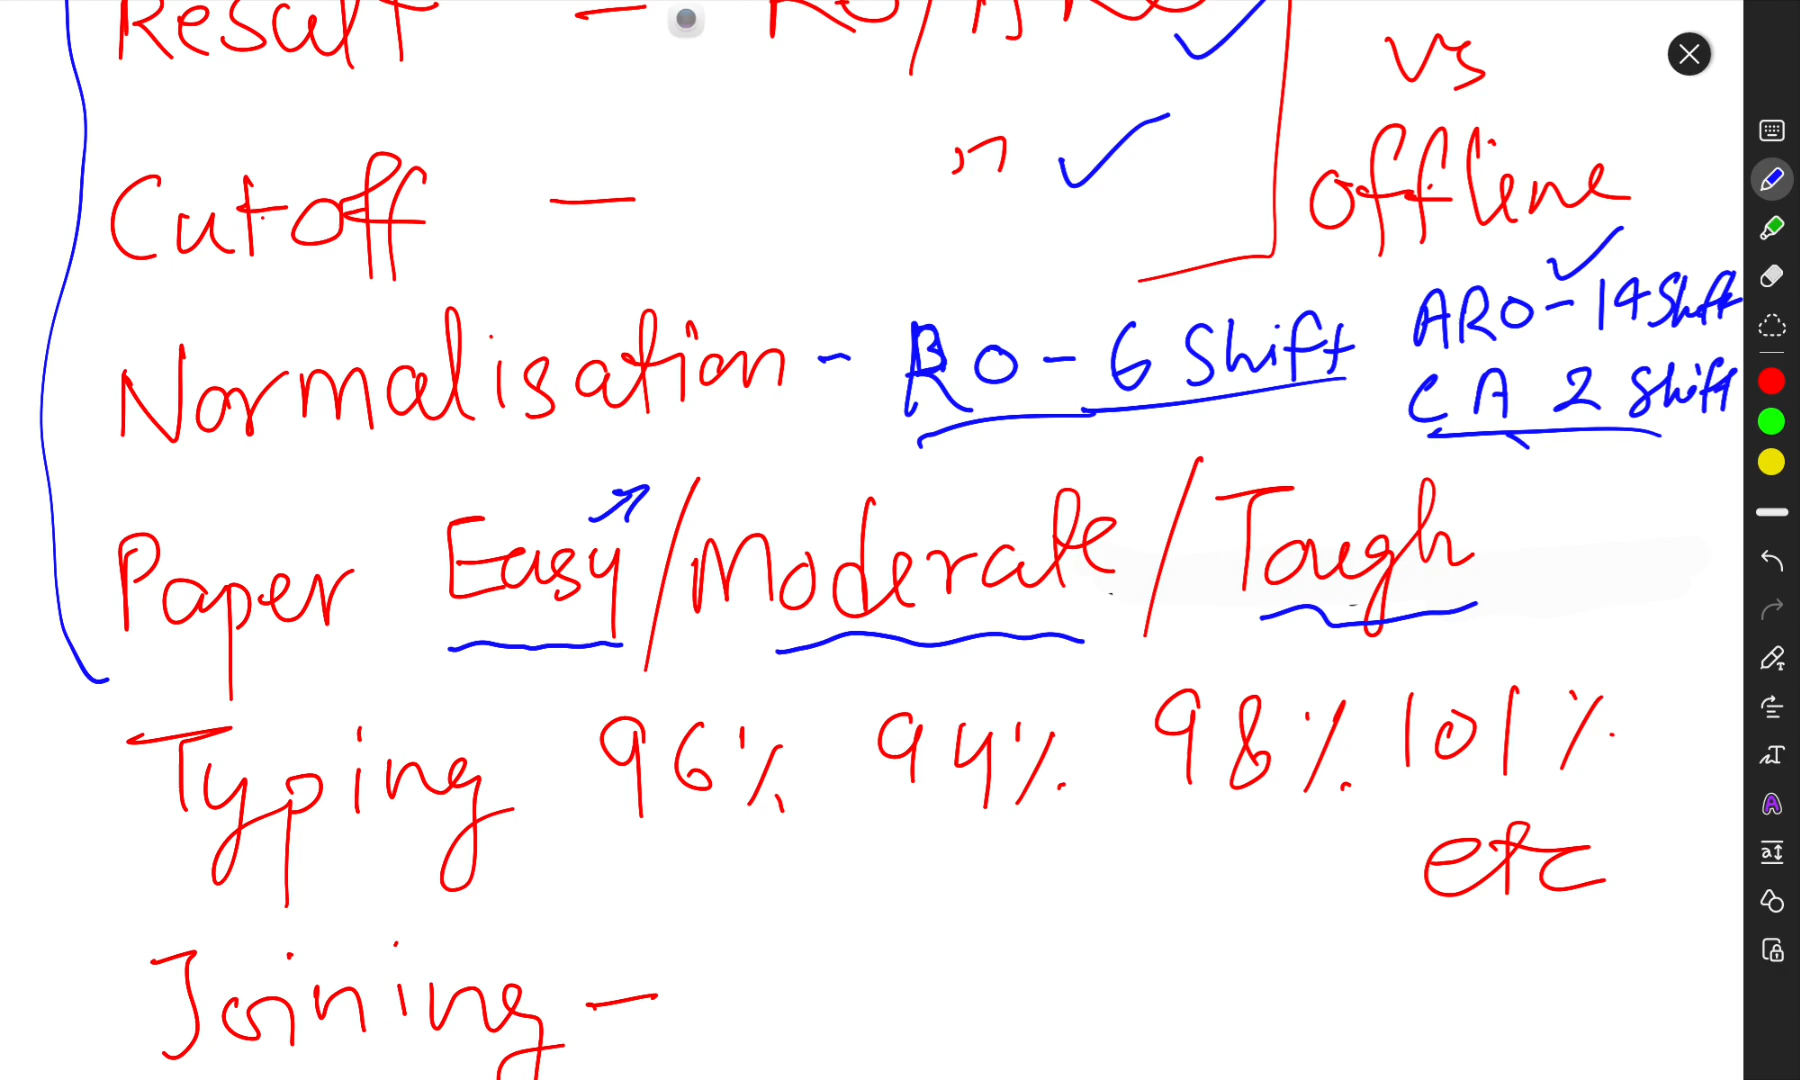 Result - RO/ARO
vs
Cutoff - "
offline
Normalisation - RO - 6 Shift
ARO - 14 Shift
CA 2 Shift
Paper Easy / Moderate / Tough
Typing 96% 94% 98% 101%
etc
Joining -